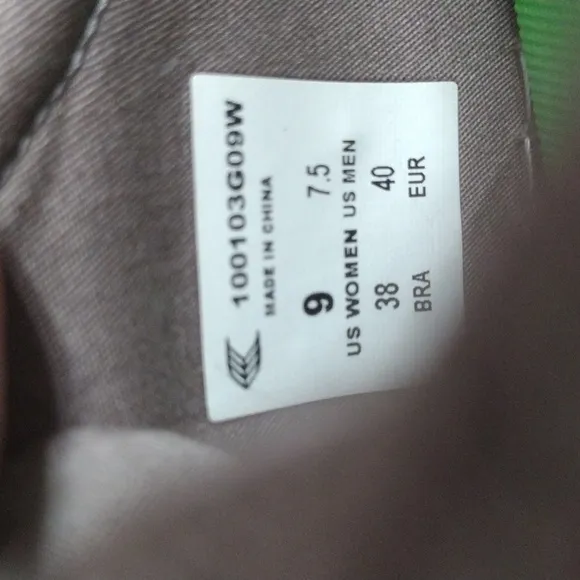 100103G09W
MADE IN CHINA
9 7.5
US WOMEN US MEN
38 40
BRA EUR